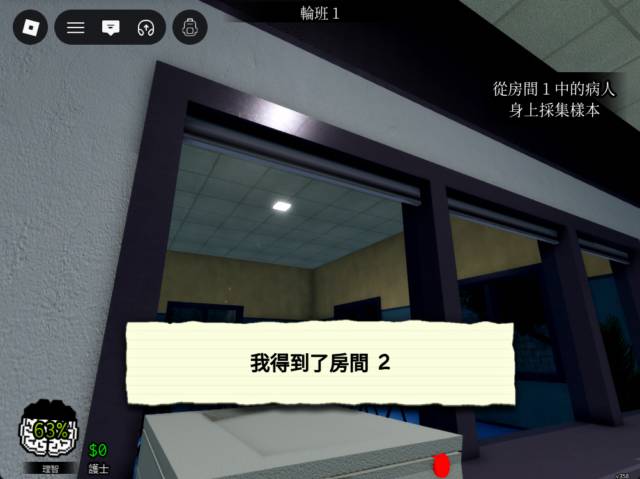 輪班 1
從房間 1 中的病人
身上採集樣本
我得到了房間 2
63%
理智
$0
護士
v358